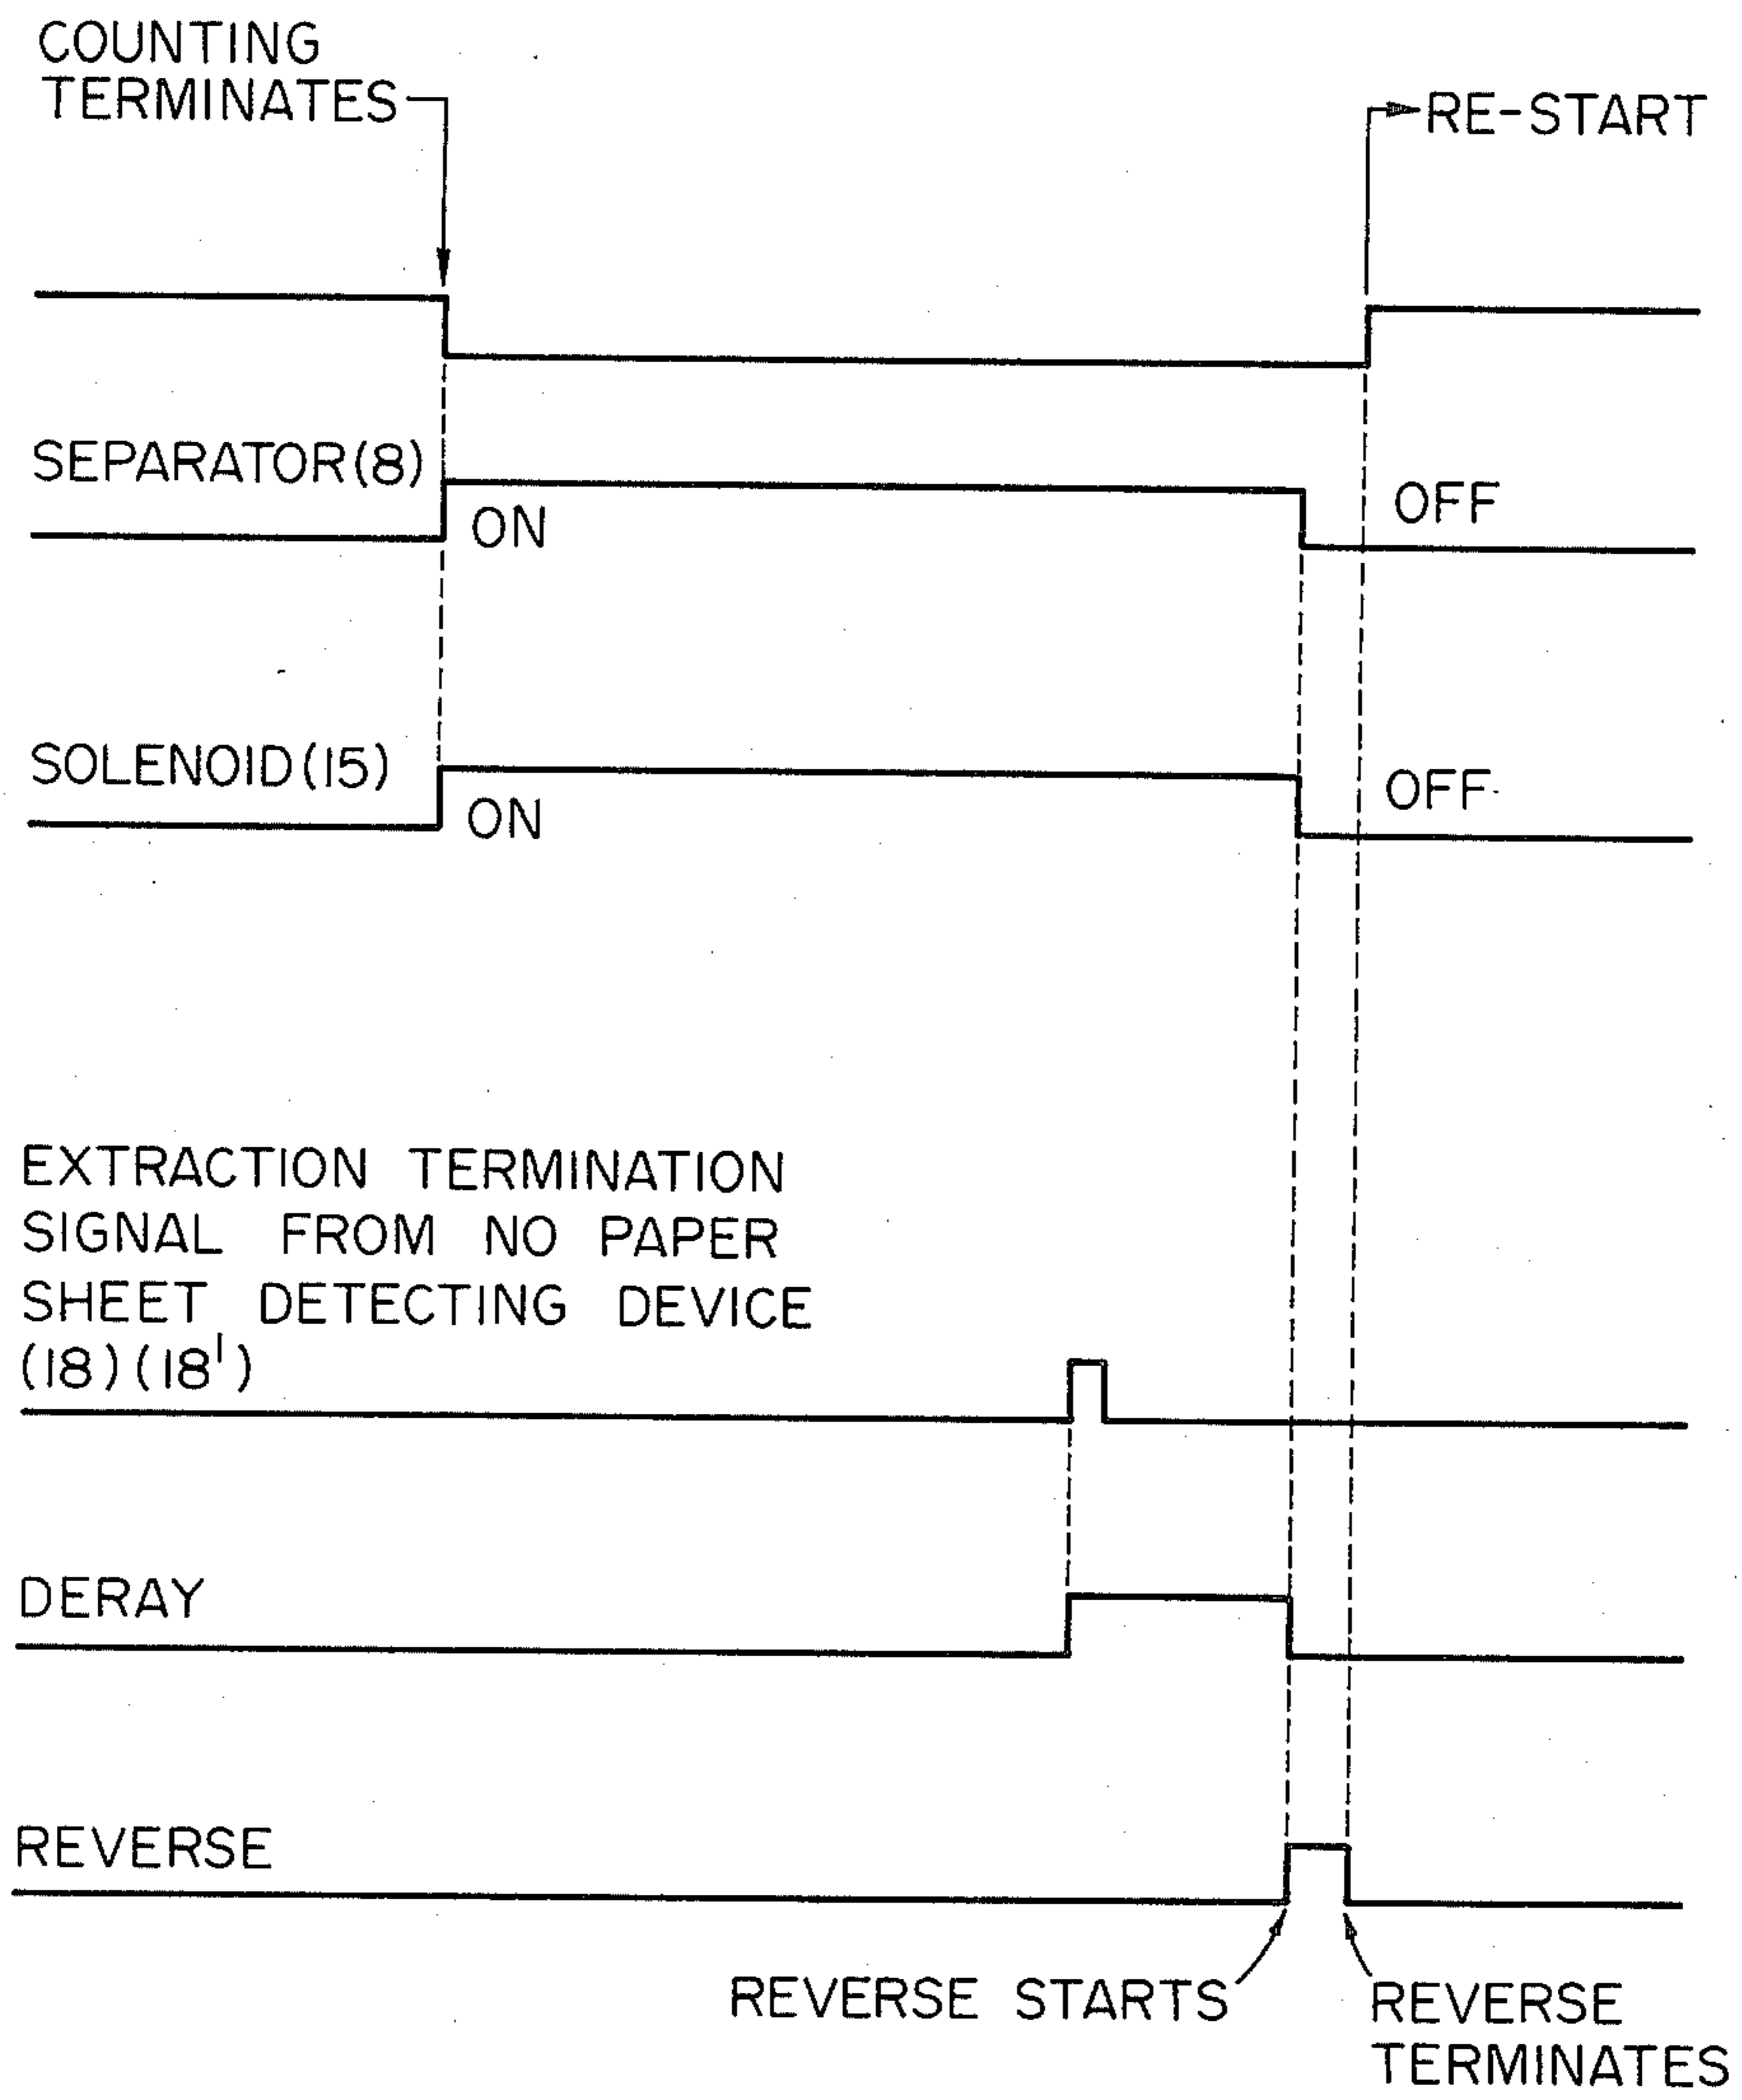 COUNTING
TERMINATES
RE-START
SEPARATOR(8)
ON
OFF
SOLENOID(15)
ON
OFF
EXTRACTION TERMINATION
SIGNAL FROM NO PAPER
SHEET DETECTING DEVICE
(18)(18')
DERAY
REVERSE
REVERSE STARTS
REVERSE
TERMINATES